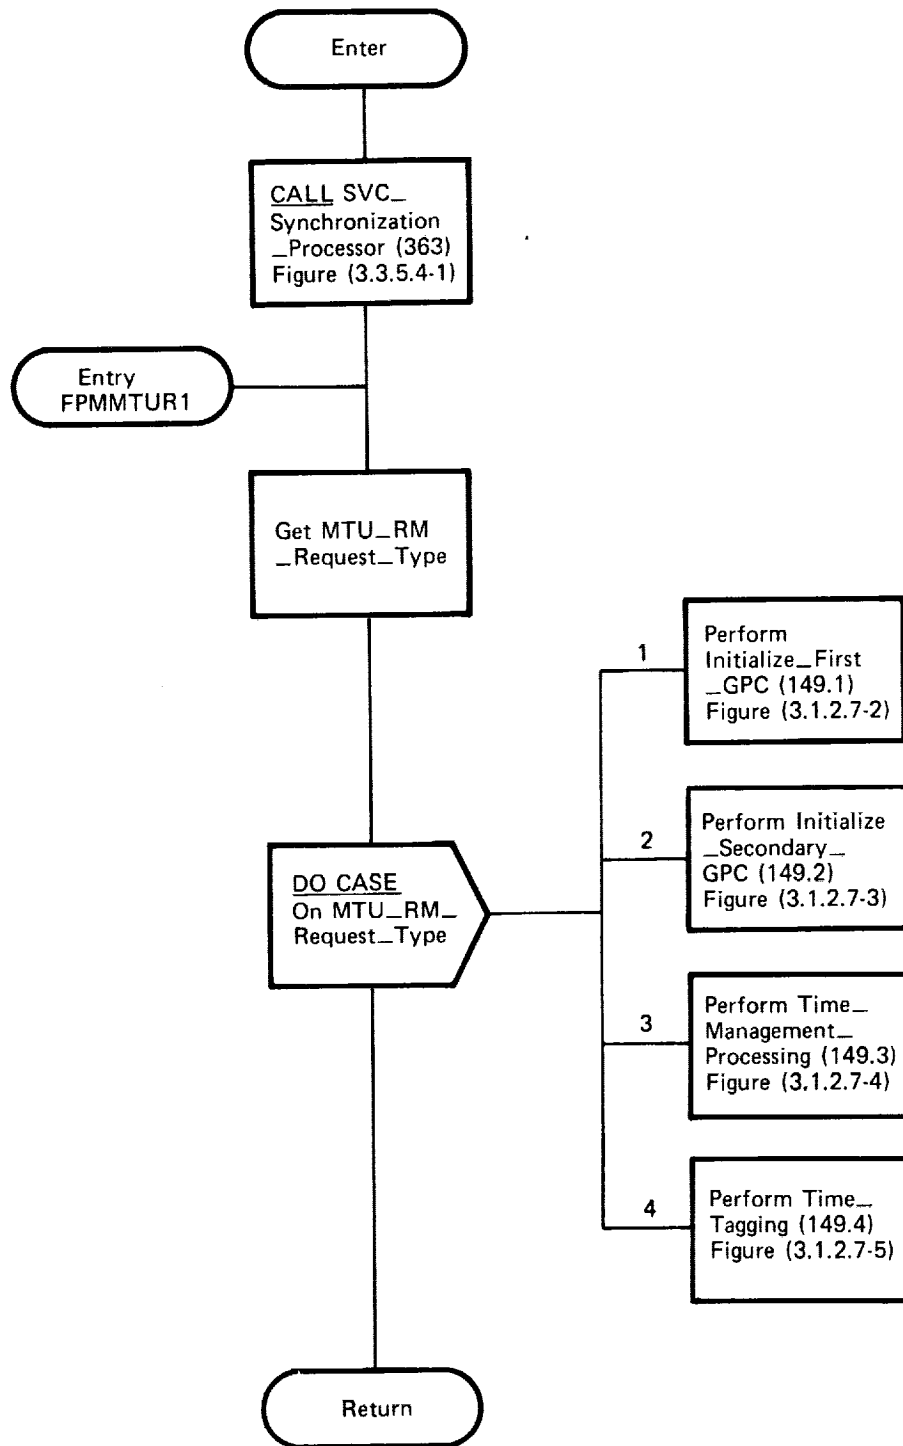 Enter
CALL SVC_
Synchronization
_Processor (363)
Figure (3.3.5.4-1)
Entry
FPMMTUR1
Get MTU_RM
_Request_Type
DO CASE
On MTU_RM_
Request_Type
1
Perform
Initialize_First
_GPC (149.1)
Figure (3.1.2.7-2)
2
Perform Initialize
_Secondary_
GPC (149.2)
Figure (3.1.2.7-3)
3
Perform Time_
Management_
Processing (149.3)
Figure (3.1.2.7-4)
4
Perform Time_
Tagging (149.4)
Figure (3.1.2.7-5)
Return